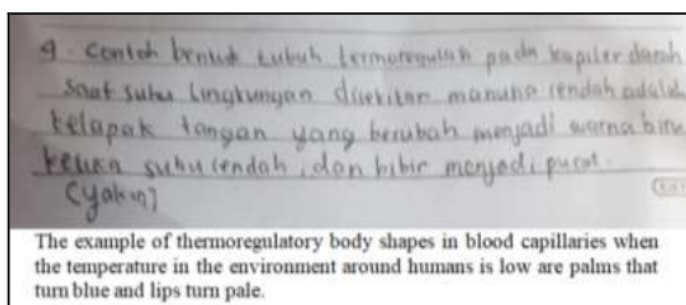 9. Contoh bentuk tubuh termoregulasi pada kapiler darah
saat suhu lingkungan disekitar manusia rendah adalah
telapak tangan yang berubah menjadi warna biru
suhu rendah, dan bibir menjadi pucat.
(yakin)
The example of thermoregulatory body shapes in blood capillaries when
the temperature in the environment around humans is low are palms that
turn blue and lips turn pale.